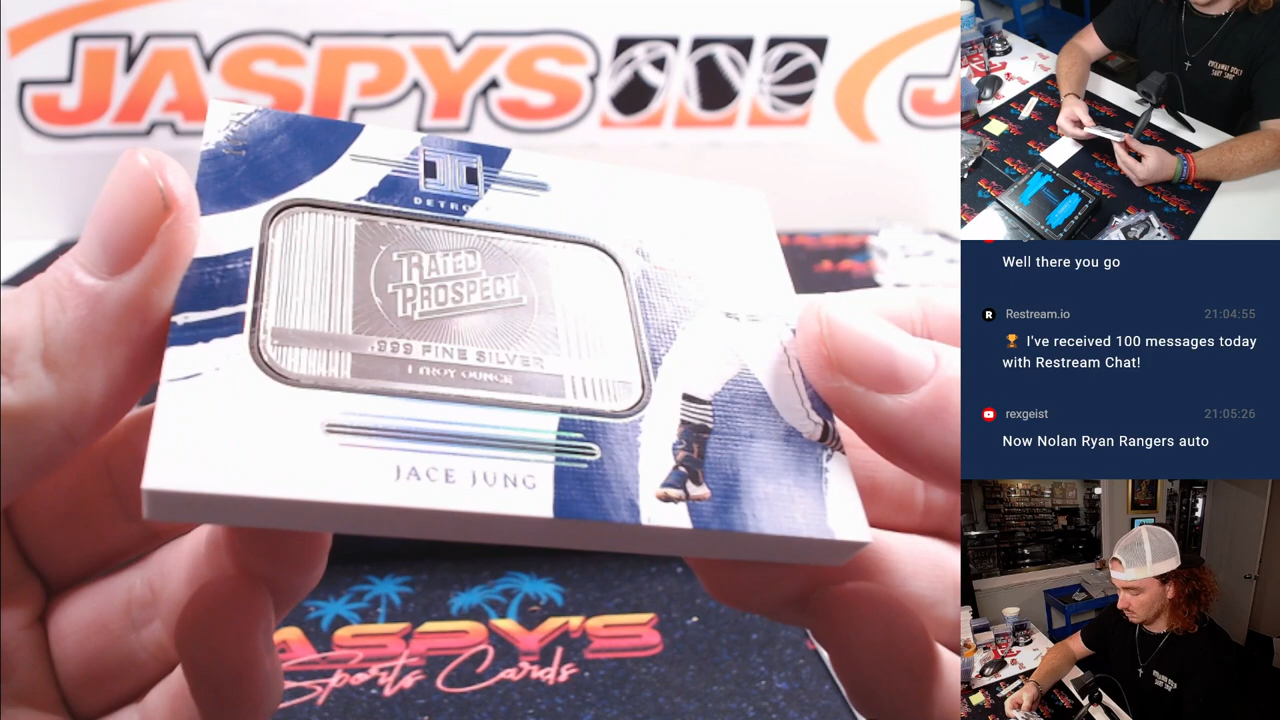 JASPYS
DETRO
RATED
PROSPECT
.999 FINE SILVER
1 TROY OUNCE
JACE JUNG
ASPY'S
Sports Cards
Well there you go
Restream.io 21:04:55
🏆 I've received 100 messages today
with Restream Chat!
rexgeist 21:05:26
Now Nolan Ryan Rangers auto